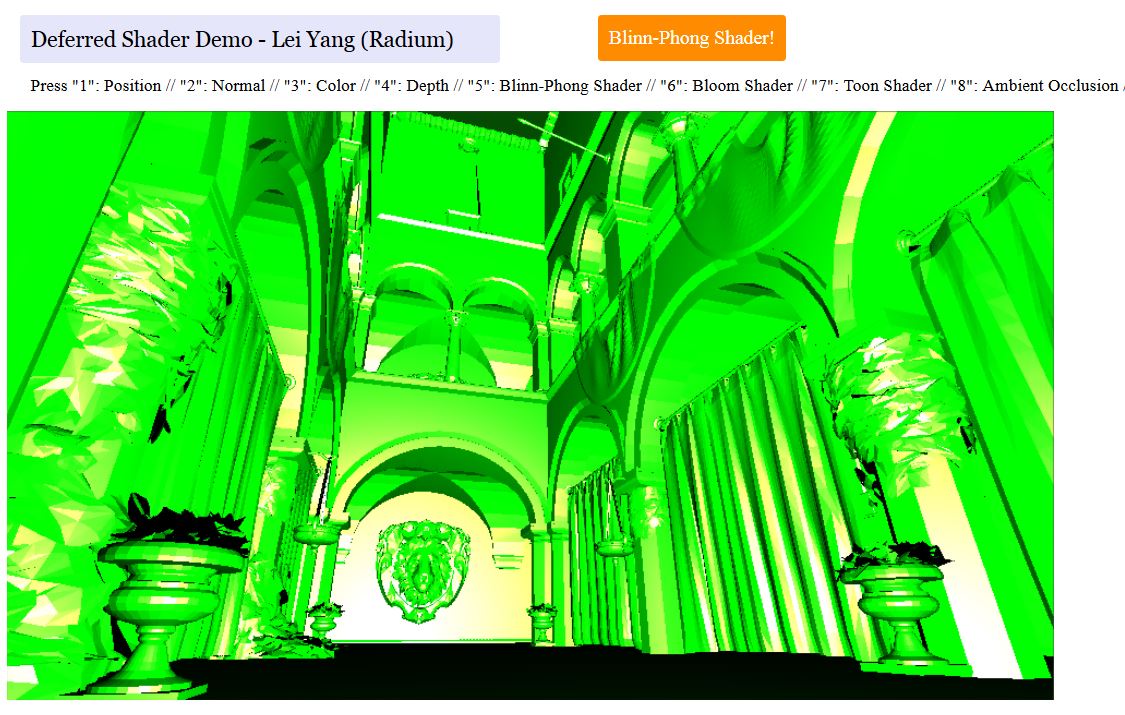 Deferred Shader Demo - Lei Yang (Radium)
Blinn-Phong Shader!
Press "1": Position // "2": Normal // "3": Color // "4": Depth // "5": Blinn-Phong Shader // "6": Bloom Shader // "7": Toon Shader // "8": Ambient Occlusion /